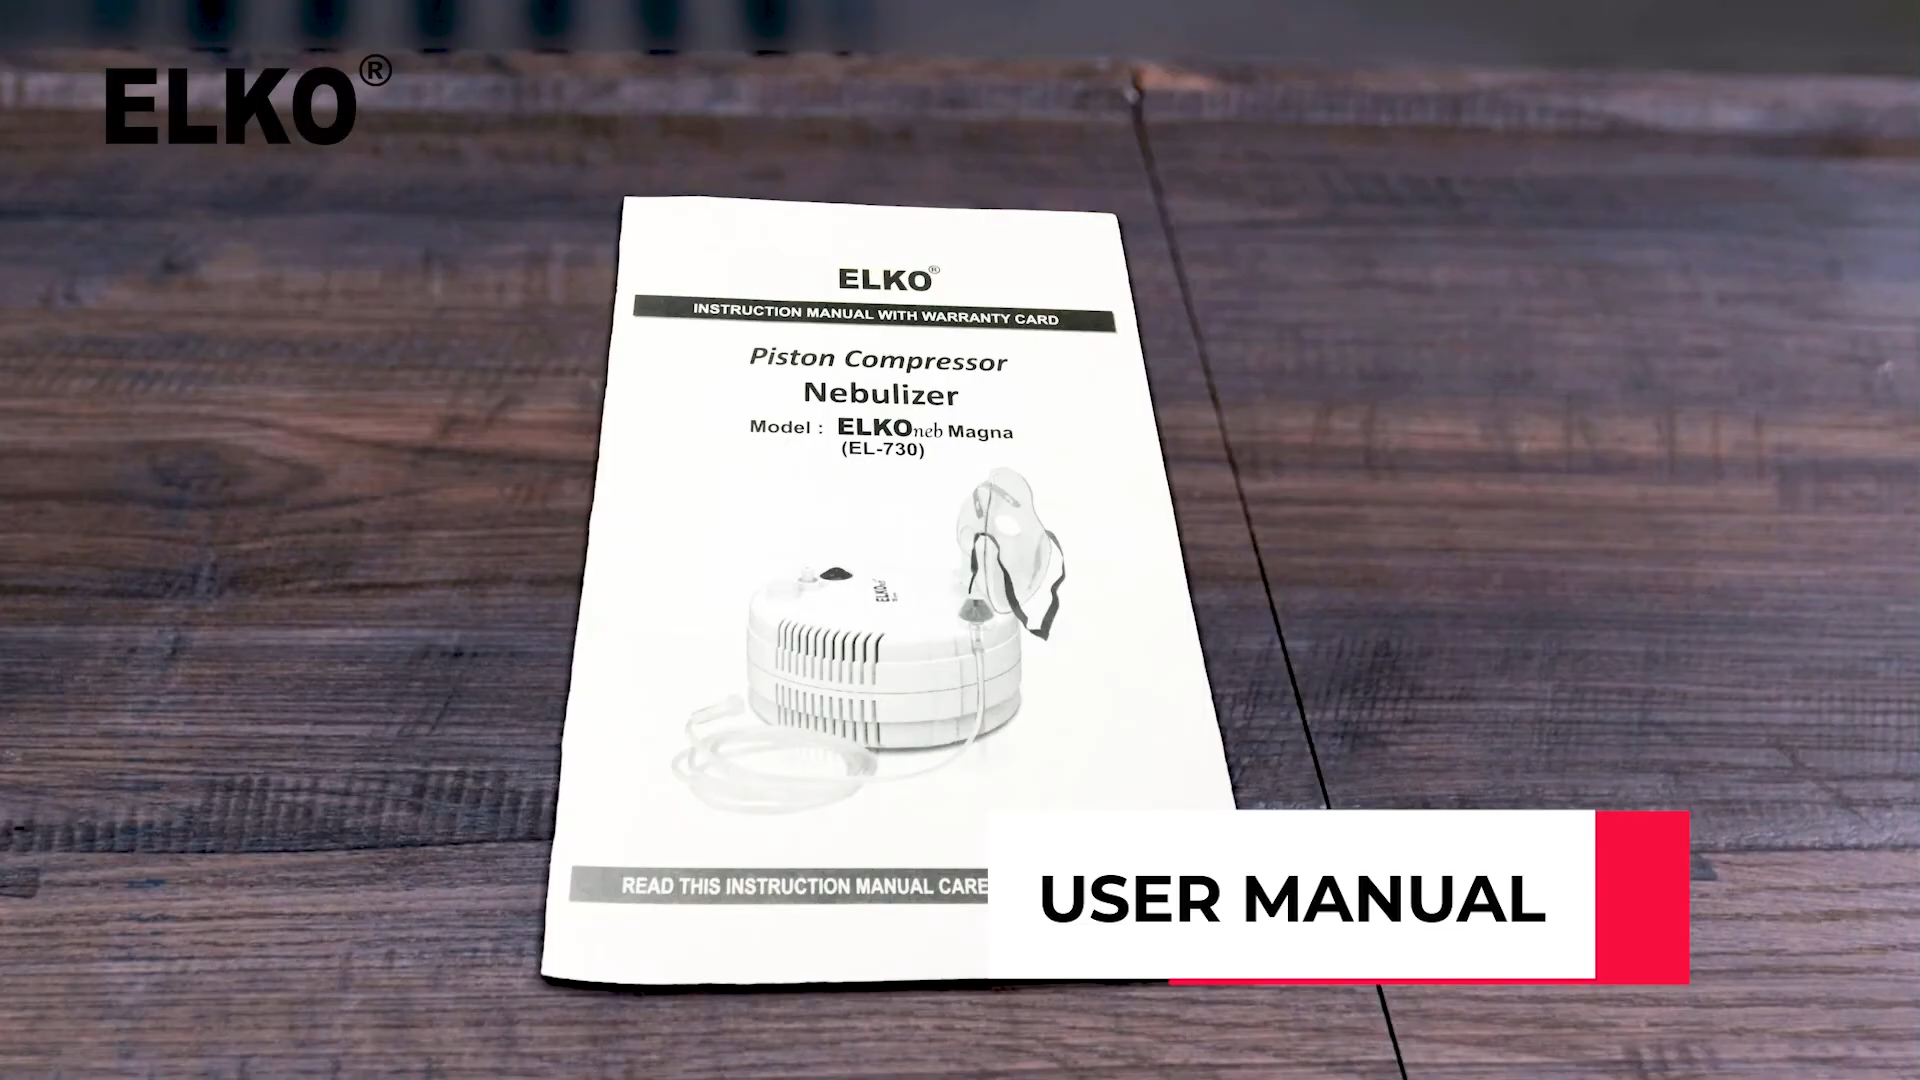 ELKO®
ELKO®
INSTRUCTION MANUAL WITH WARRANTY CARD
Piston Compressor
Nebulizer
Model : ELKOneb Magna
(EL-730)
ELKO
READ THIS INSTRUCTION MANUAL CARE
USER MANUAL